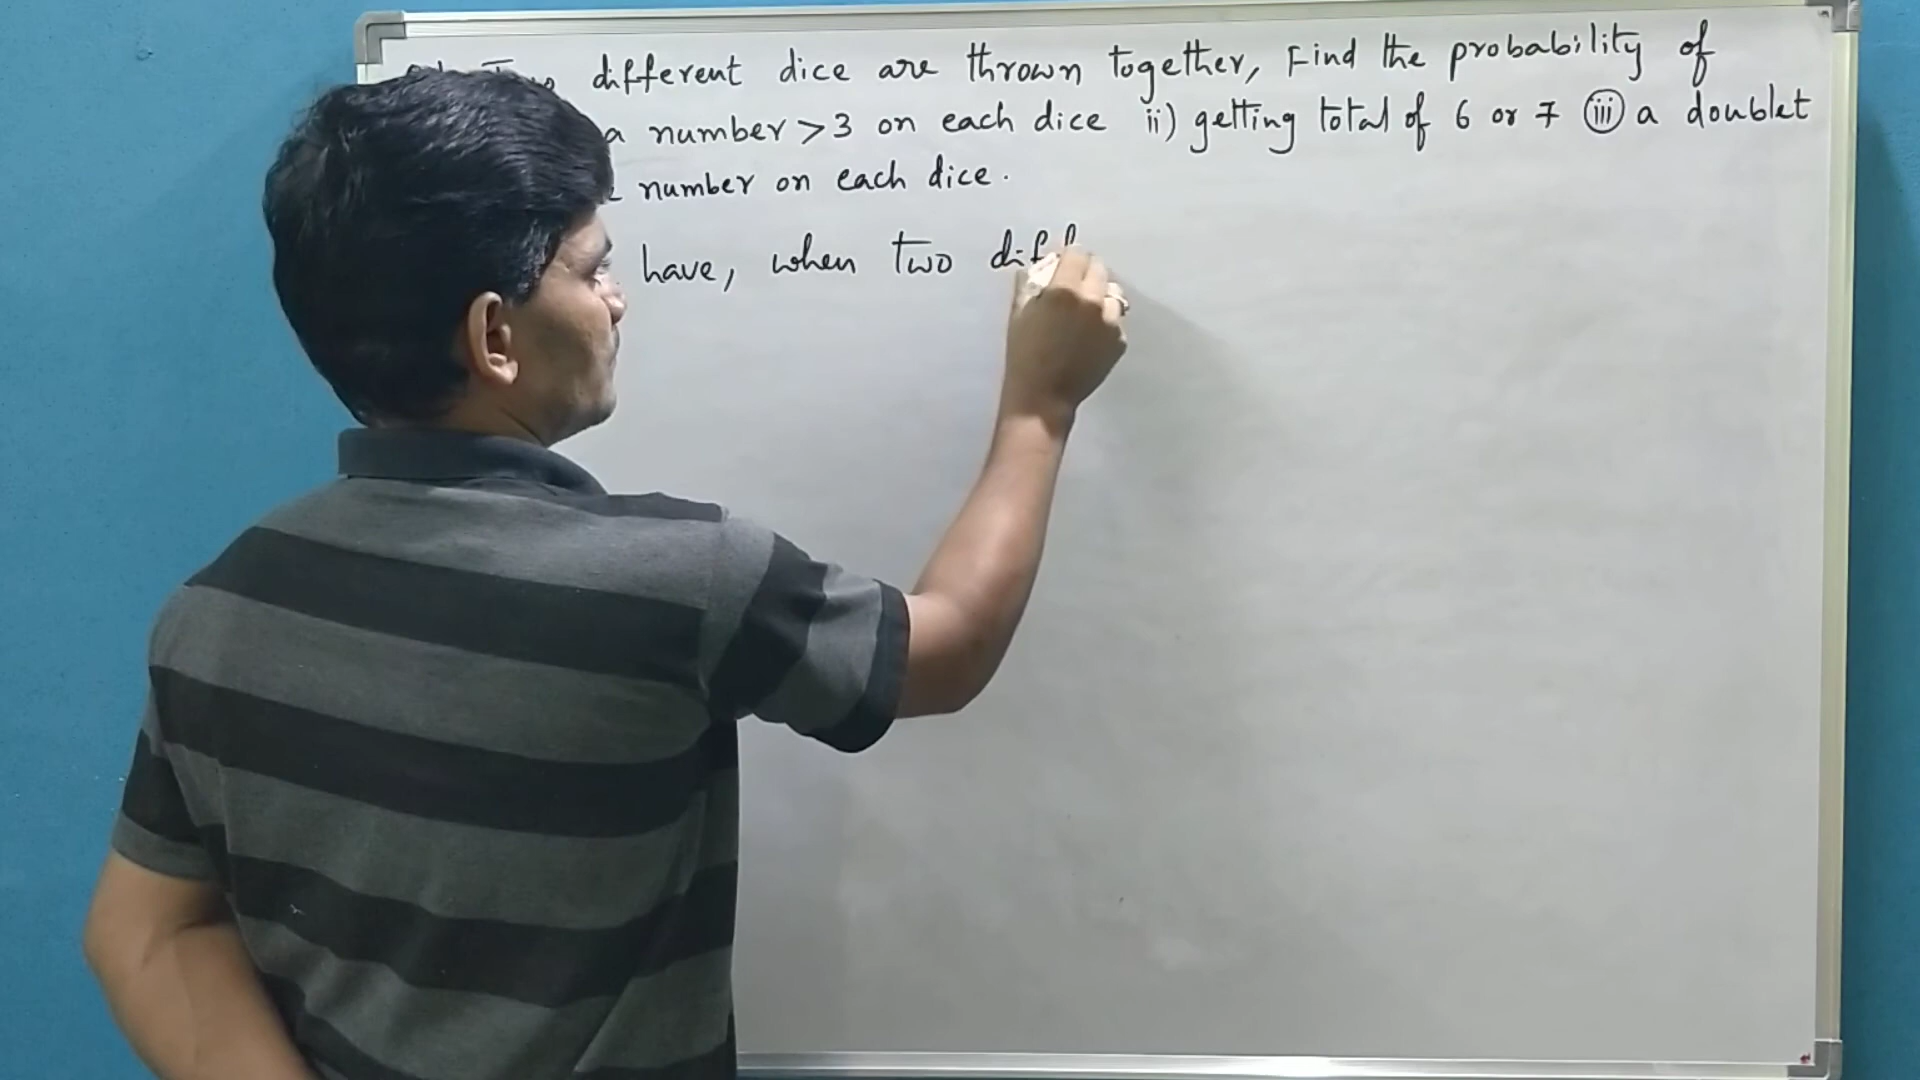 different dice are thrown together, Find the probability of
a number >3 on each dice ii) getting total of 6 or 7 (iii) a doublet
number on each dice.
have, when two diff